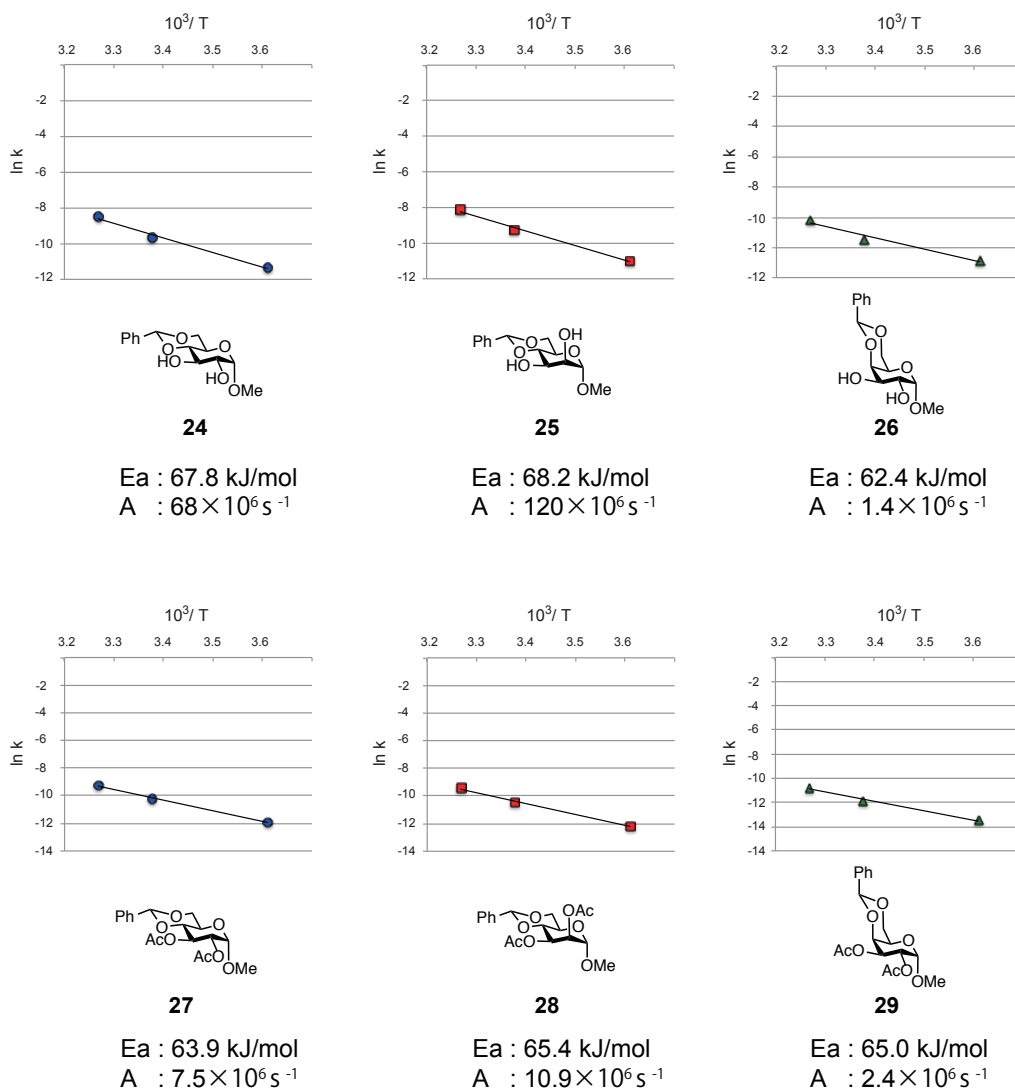 10³/ T
3.2 3.3 3.4 3.5 3.6
-2
-4
-6
-8
-10
-12
ln k
Ph
O
O
O
HO
HO
OMe
24
Ea : 67.8 kJ/mol
A : 68×10⁶ s ⁻¹
10³/ T
3.2 3.3 3.4 3.5 3.6
-2
-4
-6
-8
-10
-12
ln k
OH
Ph
O
O
O
HO
OMe
25
Ea : 68.2 kJ/mol
A : 120×10⁶ s ⁻¹
10³/ T
3.2 3.3 3.4 3.5 3.6
-2
-4
-6
-8
-10
-12
ln k
Ph
O
O
O
HO
HO
OMe
26
Ea : 62.4 kJ/mol
A : 1.4×10⁶ s ⁻¹
10³/ T
3.2 3.3 3.4 3.5 3.6
-2
-4
-6
-8
-10
-12
-14
ln k
Ph
O
O
O
AcO
AcO
OMe
27
Ea : 63.9 kJ/mol
A : 7.5×10⁶ s ⁻¹
10³/ T
3.2 3.3 3.4 3.5 3.6
-2
-4
-6
-8
-10
-12
-14
ln k
OAc
Ph
O
O
O
AcO
OMe
28
Ea : 65.4 kJ/mol
A : 10.9×10⁶ s ⁻¹
10³/ T
3.2 3.3 3.4 3.5 3.6
-2
-4
-6
-8
-10
-12
-14
ln k
Ph
O
O
O
AcO
AcO
OMe
29
Ea : 65.0 kJ/mol
A : 2.4×10⁶ s ⁻¹